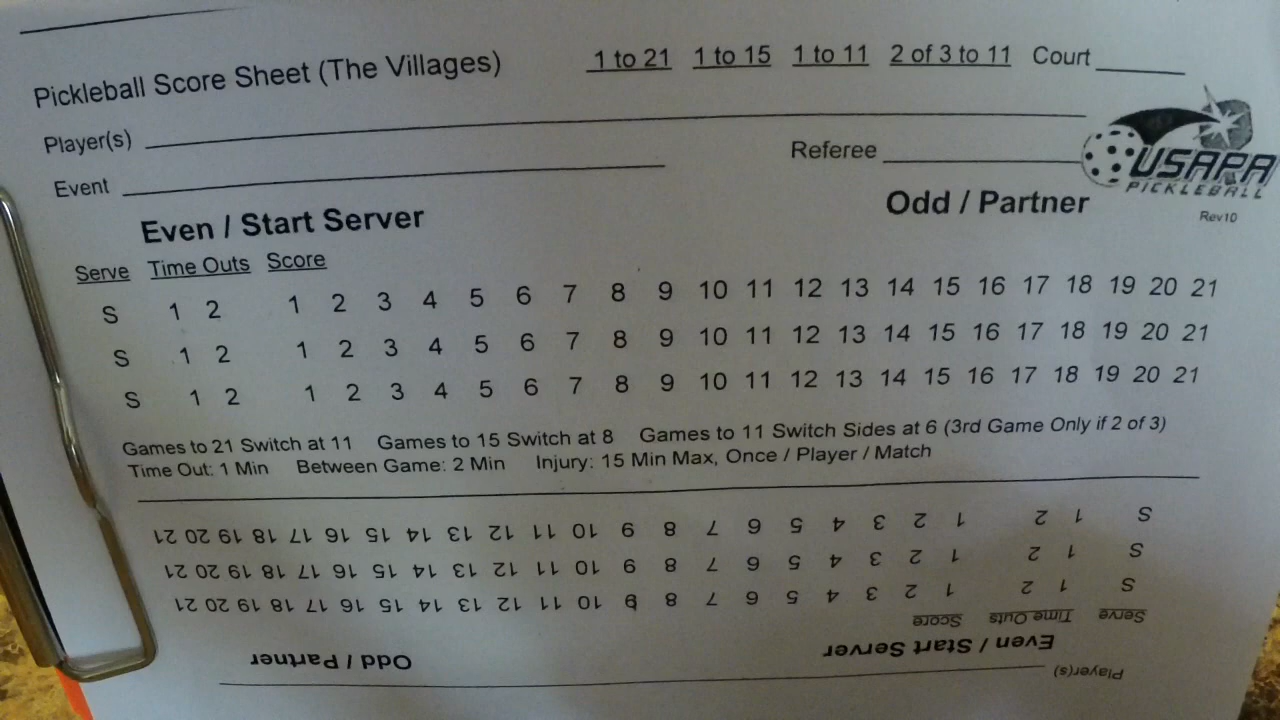 Pickleball Score Sheet (The Villages) 1 to 21 1 to 15 1 to 11 2 of 3 to 11 Court
Player(s)
Event Referee
USAPA
PICKLEBALL
Rev10
Even / Start Server Odd / Partner
Serve Time Outs Score
S 1 2 1 2 3 4 5 6 7 8 9 10 11 12 13 14 15 16 17 18 19 20 21
S 1 2 1 2 3 4 5 6 7 8 9 10 11 12 13 14 15 16 17 18 19 20 21
S 1 2 1 2 3 4 5 6 7 8 9 10 11 12 13 14 15 16 17 18 19 20 21
Games to 21 Switch at 11 Games to 15 Switch at 8 Games to 11 Switch Sides at 6 (3rd Game Only if 2 of 3)
Time Out: 1 Min Between Game: 2 Min Injury: 15 Min Max, Once / Player / Match
Player(s)
Even / Start Server Odd / Partner
Serve Time Outs Score
S 1 2 1 2 3 4 5 6 7 8 9 10 11 12 13 14 15 16 17 18 19 20 21
S 1 2 1 2 3 4 5 6 7 8 9 10 11 12 13 14 15 16 17 18 19 20 21
S 1 2 1 2 3 4 5 6 7 8 9 10 11 12 13 14 15 16 17 18 19 20 21